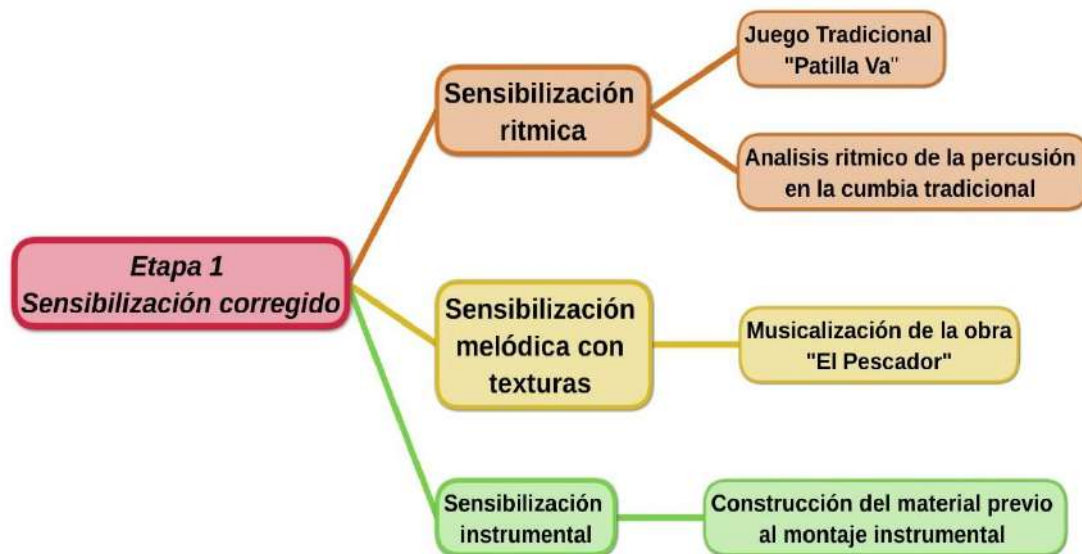 Etapa 1
Sensibilización corregido
Sensibilización
ritmica
Juego Tradicional
"Patilla Va"
Analisis ritmico de la percusión
en la cumbia tradicional
Sensibilización
melódica con
texturas
Musicalización de la obra
"El Pescador"
Sensibilización
instrumental
Construcción del material previo
al montaje instrumental